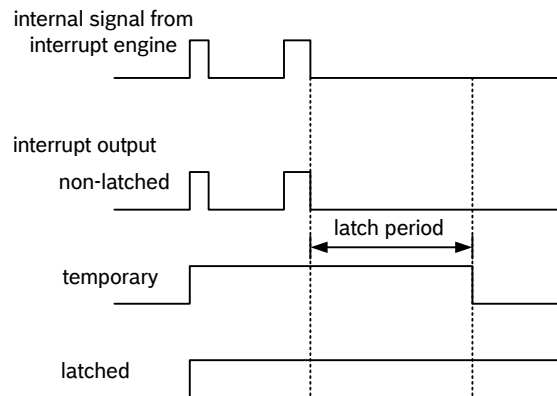 internal signal from
interrupt engine
interrupt output
non-latched
latch period
temporary
latched